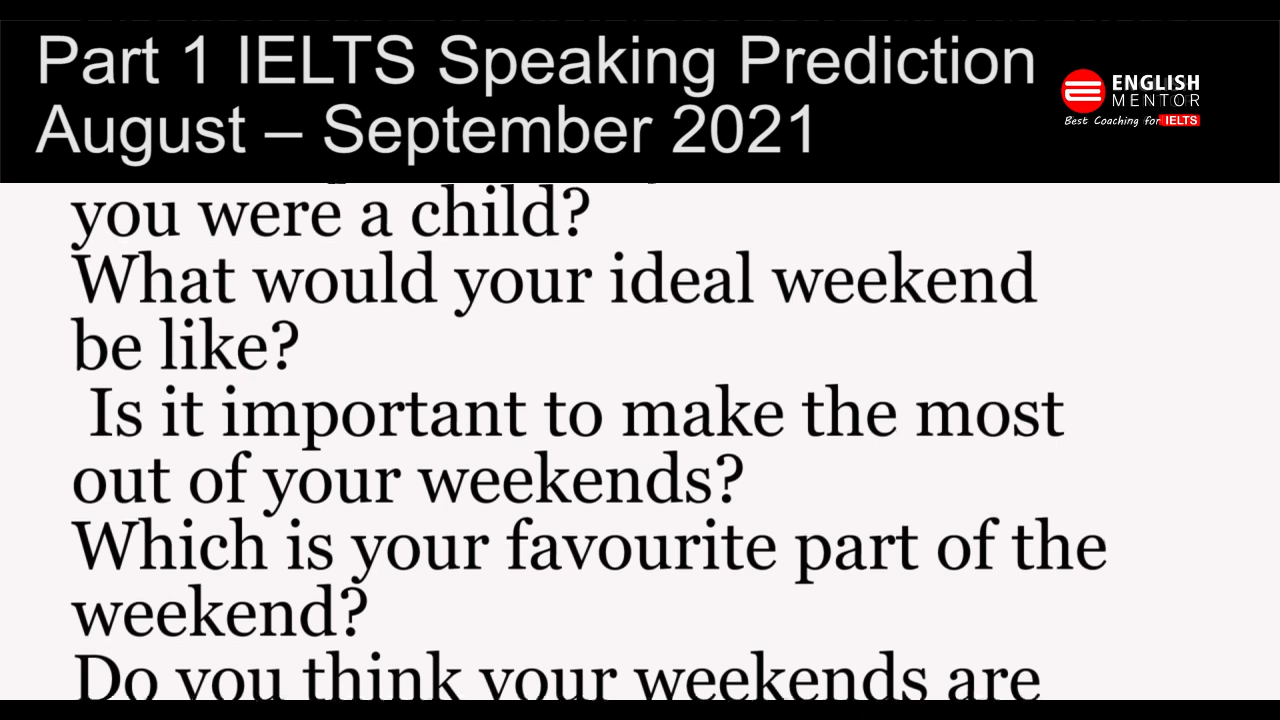 Part 1 IELTS Speaking Prediction
August – September 2021
ENGLISH
MENTOR
Best Coaching for IELTS
you were a child?
What would your ideal weekend
be like?
Is it important to make the most
out of your weekends?
Which is your favourite part of the
weekend?
Do you think your weekends are